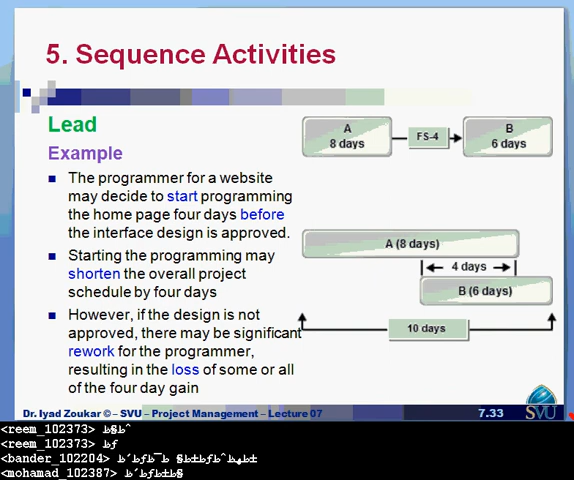 5. Sequence Activities
Lead
Example
The programmer for a website
may decide to start programming
the home page four days before
the interface design is approved.
Starting the programming may
shorten the overall project
schedule by four days
However, if the design is not
approved, there may be significant
rework for the programmer,
resulting in the loss of some or all
of the four day gain
A
8 days
FS-4
B
6 days
A (8 days)
4 days
B (6 days)
10 days
Dr. Iyad Zoukar © – SVU – Project Management – Lecture 07
7.33
SVU
<reem_102373>
<reem_102373>
<bander_102204>
<mohamad_102387>